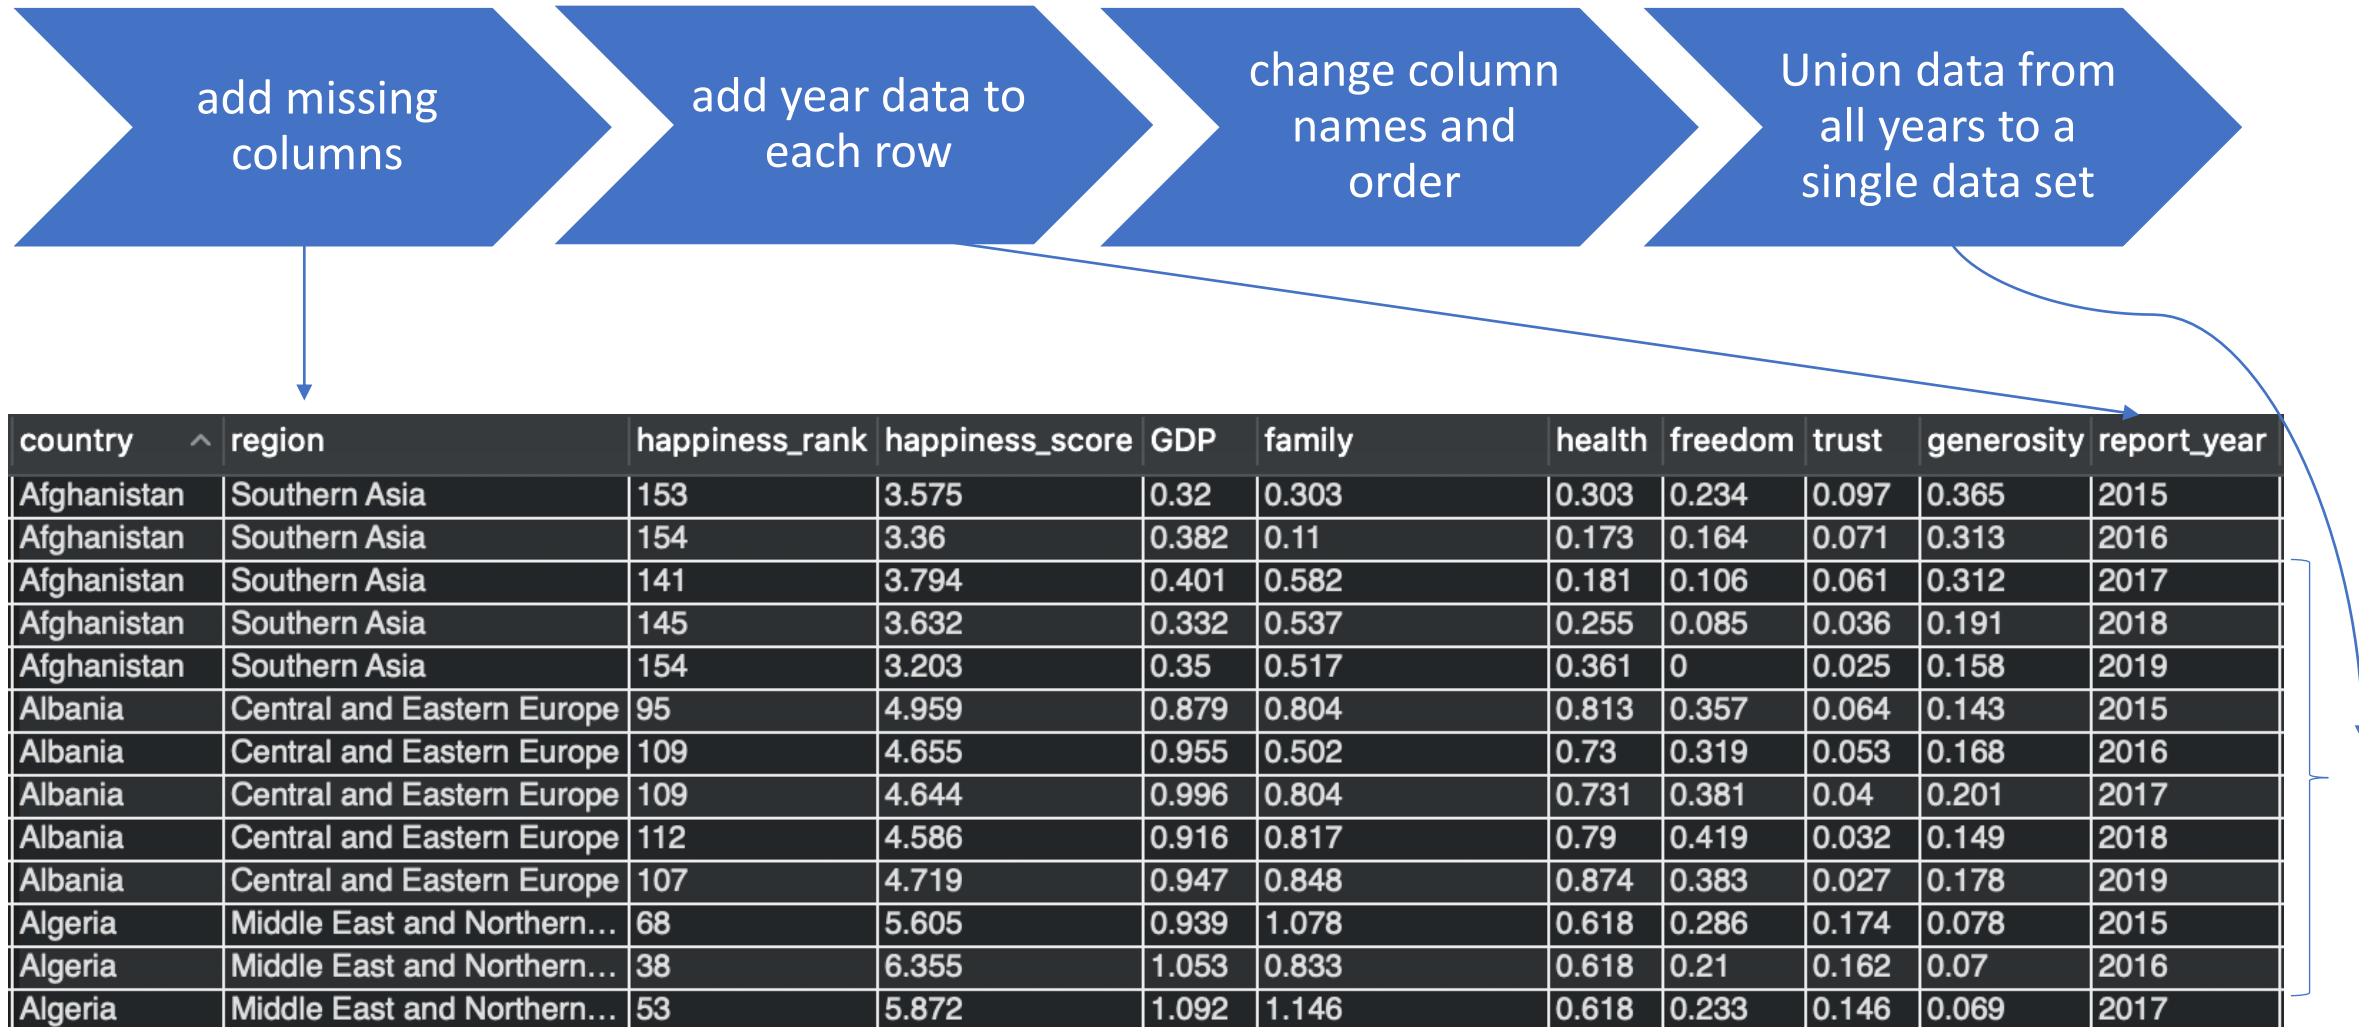 add missing
columns
add year data to
each row
change column
names and
order
Union data from
all years to a
single data set
country region happiness_rank happiness_score GDP family health freedom trust generosity report_year
Afghanistan Southern Asia 153 3.575 0.32 0.303 0.303 0.234 0.097 0.365 2015
Afghanistan Southern Asia 154 3.36 0.382 0.11 0.173 0.164 0.071 0.313 2016
Afghanistan Southern Asia 141 3.794 0.401 0.582 0.181 0.106 0.061 0.312 2017
Afghanistan Southern Asia 145 3.632 0.332 0.537 0.255 0.085 0.036 0.191 2018
Afghanistan Southern Asia 154 3.203 0.35 0.517 0.361 0 0.025 0.158 2019
Albania Central and Eastern Europe 95 4.959 0.879 0.804 0.813 0.357 0.064 0.143 2015
Albania Central and Eastern Europe 109 4.655 0.955 0.502 0.73 0.319 0.053 0.168 2016
Albania Central and Eastern Europe 109 4.644 0.996 0.804 0.731 0.381 0.04 0.201 2017
Albania Central and Eastern Europe 112 4.586 0.916 0.817 0.79 0.419 0.032 0.149 2018
Albania Central and Eastern Europe 107 4.719 0.947 0.848 0.874 0.383 0.027 0.178 2019
Algeria Middle East and Northern... 68 5.605 0.939 1.078 0.618 0.286 0.174 0.078 2015
Algeria Middle East and Northern... 38 6.355 1.053 0.833 0.618 0.21 0.162 0.07 2016
Algeria Middle East and Northern... 53 5.872 1.092 1.146 0.618 0.233 0.146 0.069 2017